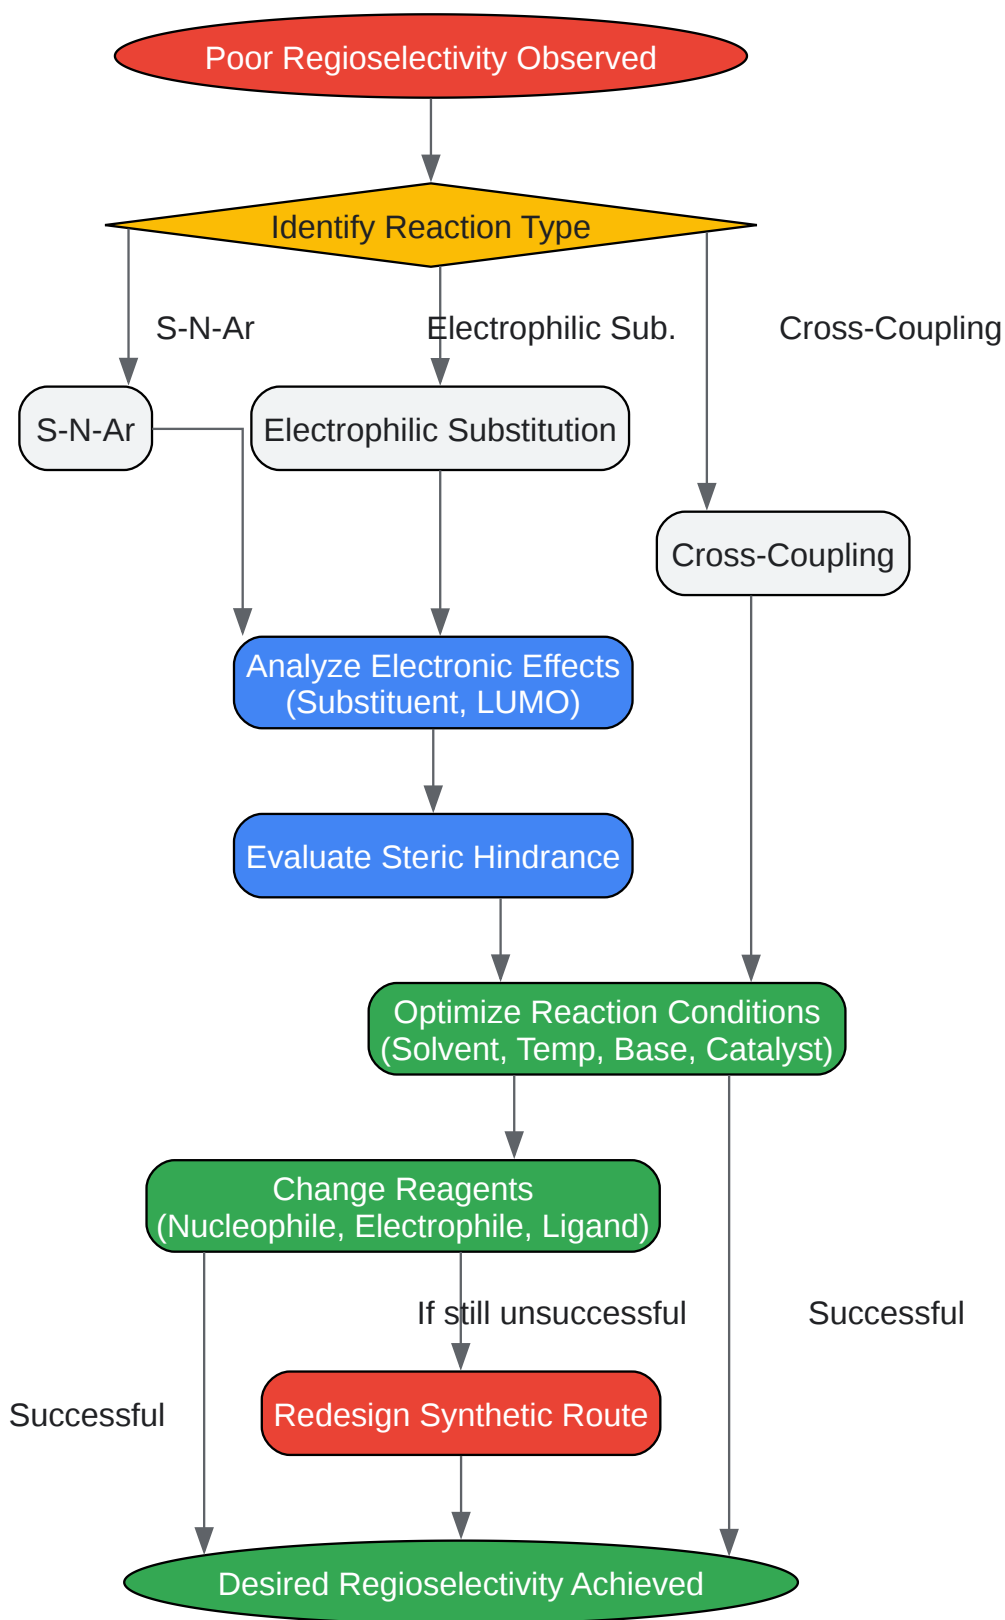 Poor Regioselectivity Observed
Identify Reaction Type
S-N-Ar
Electrophilic Sub.
Cross-Coupling
S-N-Ar
Electrophilic Substitution
Cross-Coupling
Analyze Electronic Effects
(Substituent, LUMO)
Evaluate Steric Hindrance
Optimize Reaction Conditions
(Solvent, Temp, Base, Catalyst)
Change Reagents
(Nucleophile, Electrophile, Ligand)
If still unsuccessful
Successful
Successful
Redesign Synthetic Route
Desired Regioselectivity Achieved